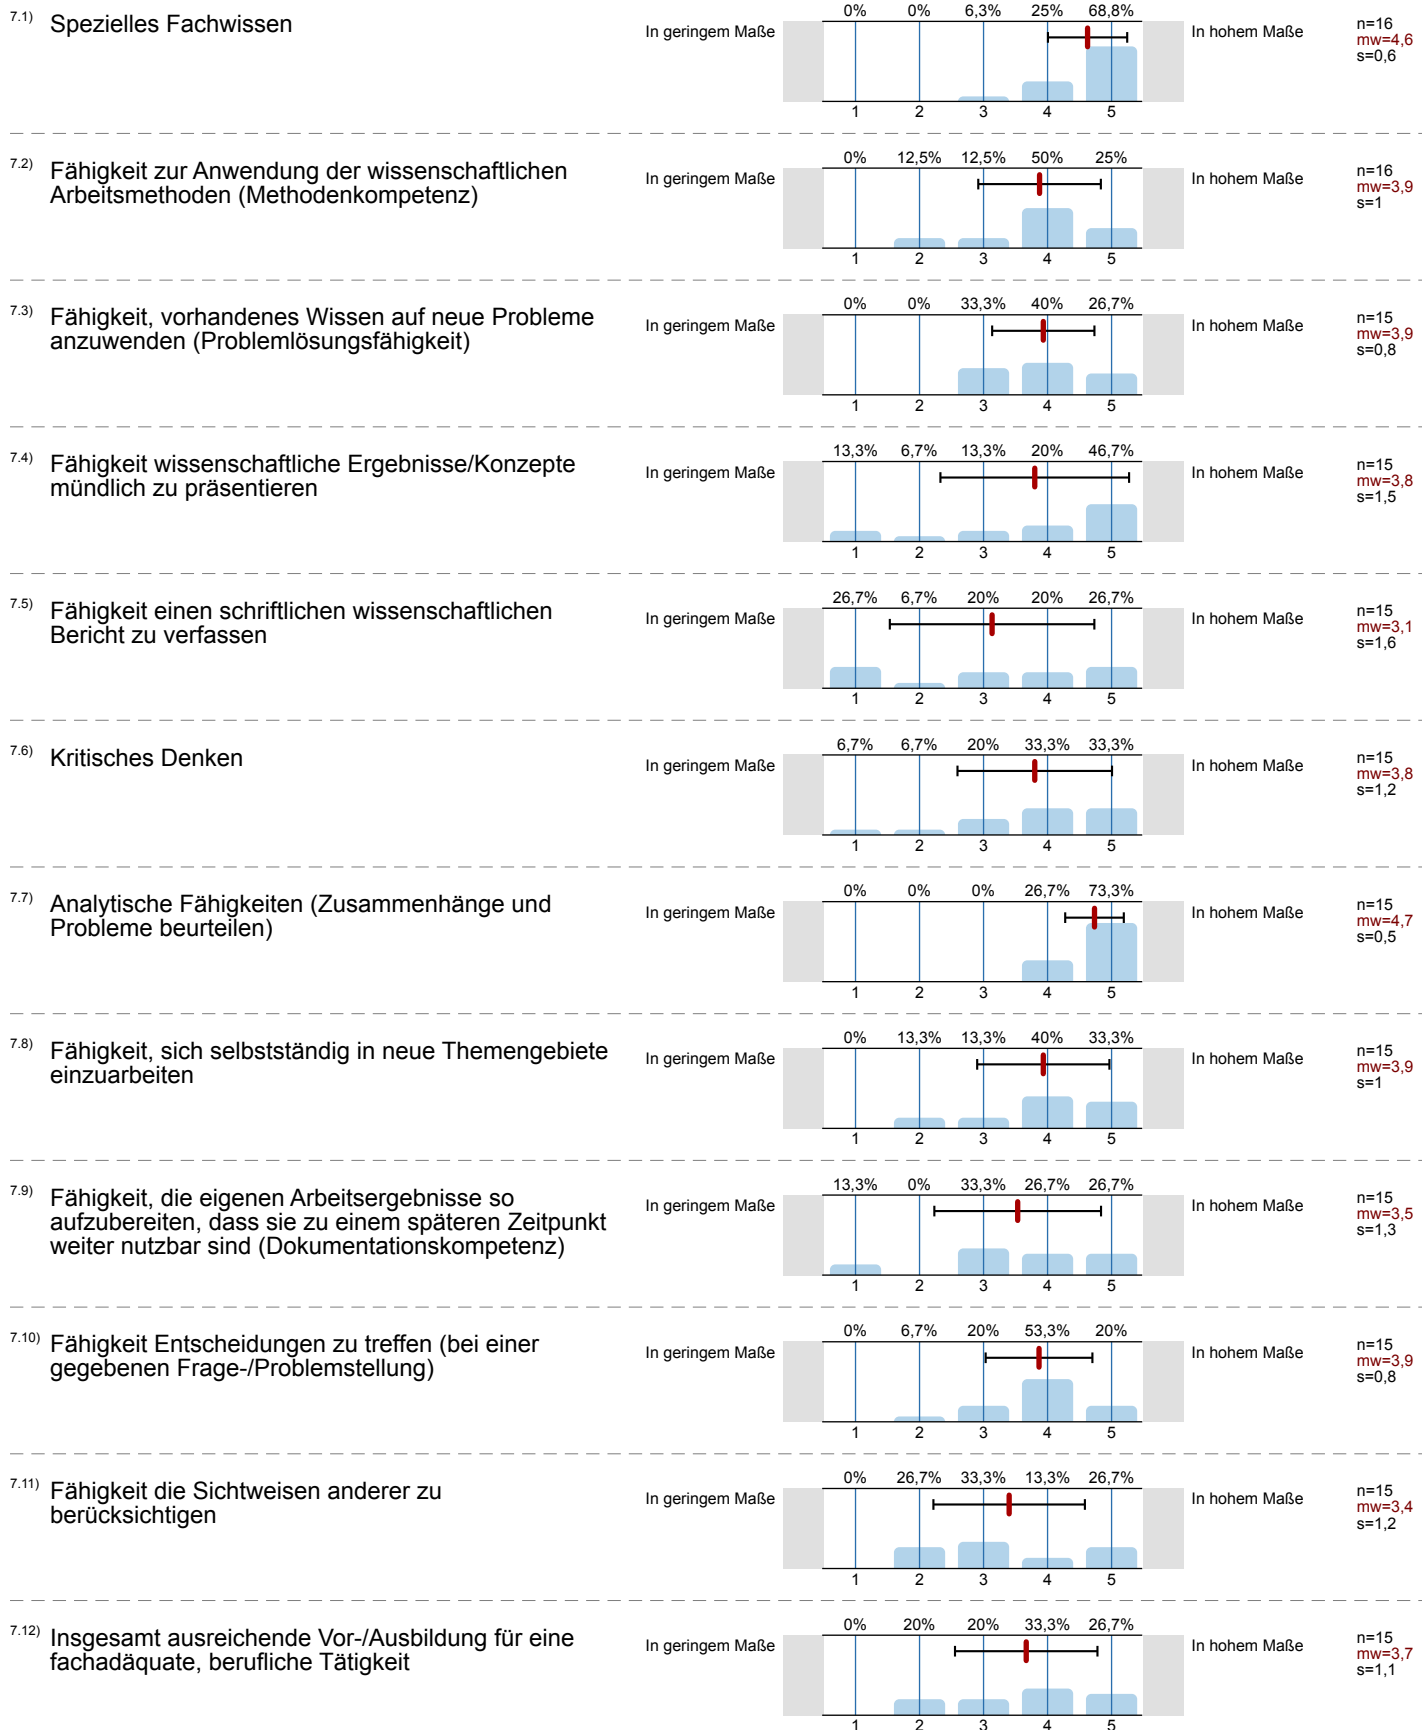 7.1) Spezielles Fachwissen
In geringem Maße
0% 0% 6,3% 25% 68,8%
1 2 3 4 5
In hohem Maße
n=16
mw=4,6
s=0,6
7.2) Fähigkeit zur Anwendung der wissenschaftlichen
Arbeitsmethoden (Methodenkompetenz)
In geringem Maße
0% 12,5% 12,5% 50% 25%
1 2 3 4 5
In hohem Maße
n=16
mw=3,9
s=1
7.3) Fähigkeit, vorhandenes Wissen auf neue Probleme
anzuwenden (Problemlösungsfähigkeit)
In geringem Maße
0% 0% 33,3% 40% 26,7%
1 2 3 4 5
In hohem Maße
n=15
mw=3,9
s=0,8
7.4) Fähigkeit wissenschaftliche Ergebnisse/Konzepte
mündlich zu präsentieren
In geringem Maße
13,3% 6,7% 13,3% 20% 46,7%
1 2 3 4 5
In hohem Maße
n=15
mw=3,8
s=1,5
7.5) Fähigkeit einen schriftlichen wissenschaftlichen
Bericht zu verfassen
In geringem Maße
26,7% 6,7% 20% 20% 26,7%
1 2 3 4 5
In hohem Maße
n=15
mw=3,1
s=1,6
7.6) Kritisches Denken
In geringem Maße
6,7% 6,7% 20% 33,3% 33,3%
1 2 3 4 5
In hohem Maße
n=15
mw=3,8
s=1,2
7.7) Analytische Fähigkeiten (Zusammenhänge und
Probleme beurteilen)
In geringem Maße
0% 0% 0% 26,7% 73,3%
1 2 3 4 5
In hohem Maße
n=15
mw=4,7
s=0,5
7.8) Fähigkeit, sich selbstständig in neue Themengebiete
einzuarbeiten
In geringem Maße
0% 13,3% 13,3% 40% 33,3%
1 2 3 4 5
In hohem Maße
n=15
mw=3,9
s=1
7.9) Fähigkeit, die eigenen Arbeitsergebnisse so
aufzubereiten, dass sie zu einem späteren Zeitpunkt
weiter nutzbar sind (Dokumentationskompetenz)
In geringem Maße
13,3% 0% 33,3% 26,7% 26,7%
1 2 3 4 5
In hohem Maße
n=15
mw=3,5
s=1,3
7.10) Fähigkeit Entscheidungen zu treffen (bei einer
gegebenen Frage-/Problemstellung)
In geringem Maße
0% 6,7% 20% 53,3% 20%
1 2 3 4 5
In hohem Maße
n=15
mw=3,9
s=0,8
7.11) Fähigkeit die Sichtweisen anderer zu
berücksichtigen
In geringem Maße
0% 26,7% 33,3% 13,3% 26,7%
1 2 3 4 5
In hohem Maße
n=15
mw=3,4
s=1,2
7.12) Insgesamt ausreichende Vor-/Ausbildung für eine
fachadäquate, berufliche Tätigkeit
In geringem Maße
0% 20% 20% 33,3% 26,7%
1 2 3 4 5
In hohem Maße
n=15
mw=3,7
s=1,1